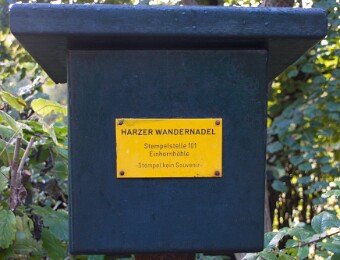 HARZER WANDERNADEL
Stempelstelle 101
Einhornhöhle
-Stempel kein Souvenir-